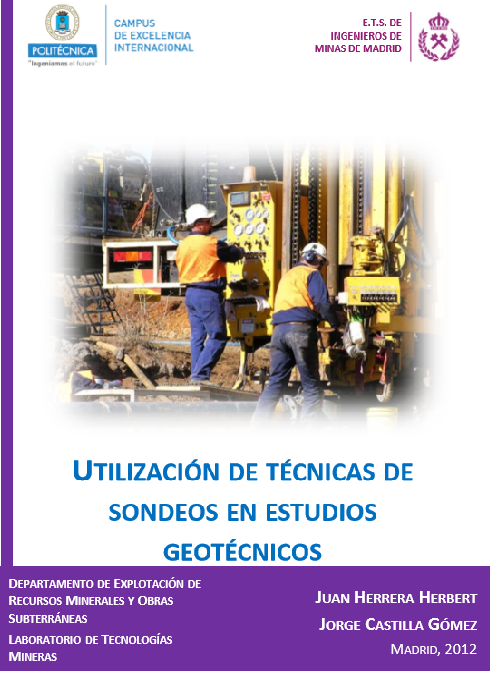 POLITÉCNICA
"Ingeniamos el futuro"
CAMPUS
DE EXCELENCIA
INTERNACIONAL
E.T.S. DE
INGENIEROS DE
MINAS DE MADRID
UTILIZACIÓN DE TÉCNICAS DE
SONDEOS EN ESTUDIOS
GEOTÉCNICOS
DEPARTAMENTO DE EXPLOTACIÓN DE
RECURSOS MINERALES Y OBRAS
SUBTERRÁNEAS
LABORATORIO DE TECNOLOGÍAS
MINERAS
JUAN HERRERA HERBERT
JORGE CASTILLA GÓMEZ
MADRID, 2012